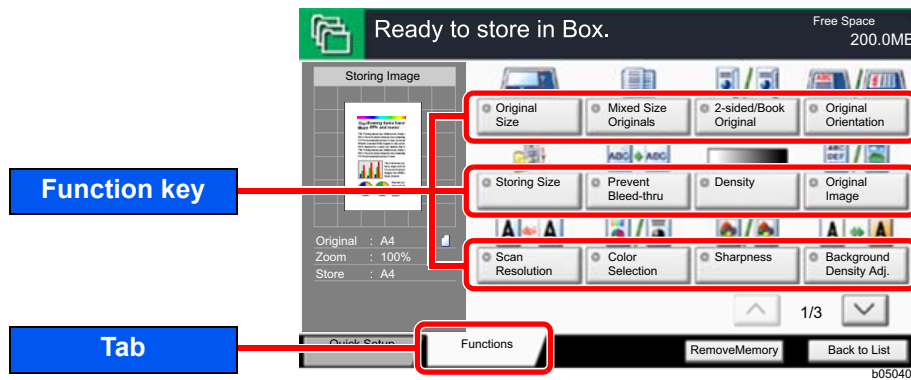 Ready to store in Box.
Free Space
200.0MB
Storing Image
Original
Size
Mixed Size
Originals
2-sided/Book
Original
Original
Orientation
Function key
Storing Size
Prevent
Bleed-thru
Density
Original
Image
Original : A4
Zoom : 100%
Store : A4
Scan
Resolution
Color
Selection
Sharpness
Background
Density Adj.
1/3
Tab
Quick Setup
Functions
RemoveMemory
Back to List
b05040